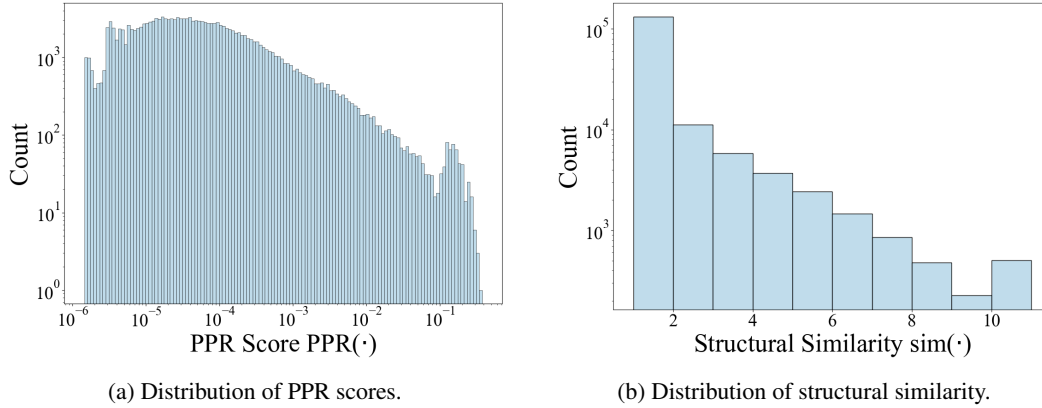 Count
10^3
10^2
10^1
10^0
10^-6 10^-5 10^-4 10^-3 10^-2 10^-1
PPR Score PPR(·)
(a) Distribution of PPR scores.
Count
10^5
10^4
10^3
2 4 6 8 10
Structural Similarity sim(·)
(b) Distribution of structural similarity.